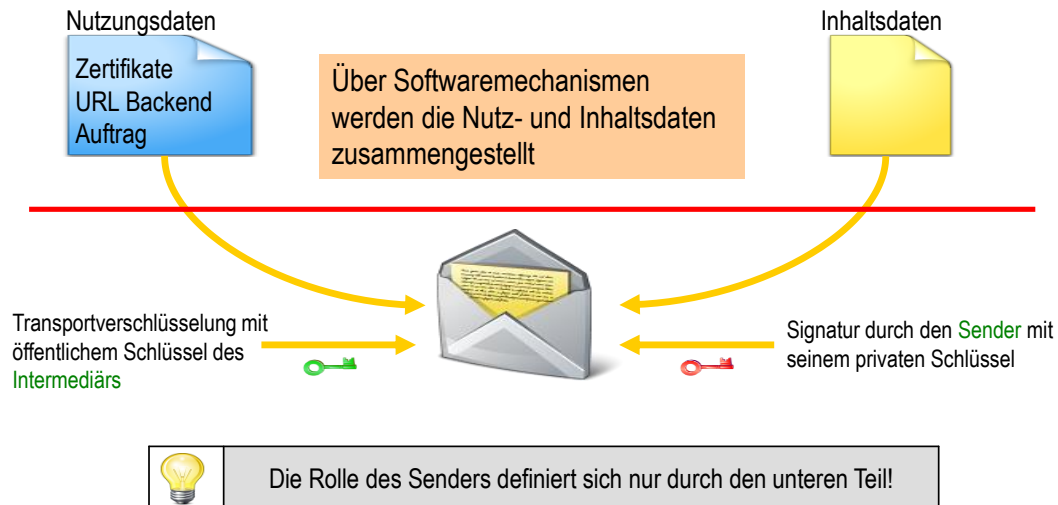 Nutzungsdaten
Inhaltsdaten
Zertifikate
URL Backend
Auftrag
Über Softwaremechanismen
werden die Nutz- und Inhaltsdaten
zusammengestellt
Transportverschlüsselung mit
öffentlichem Schlüssel des
Intermediärs
Signatur durch den Sender mit
seinem privaten Schlüssel
Die Rolle des Senders definiert sich nur durch den unteren Teil!